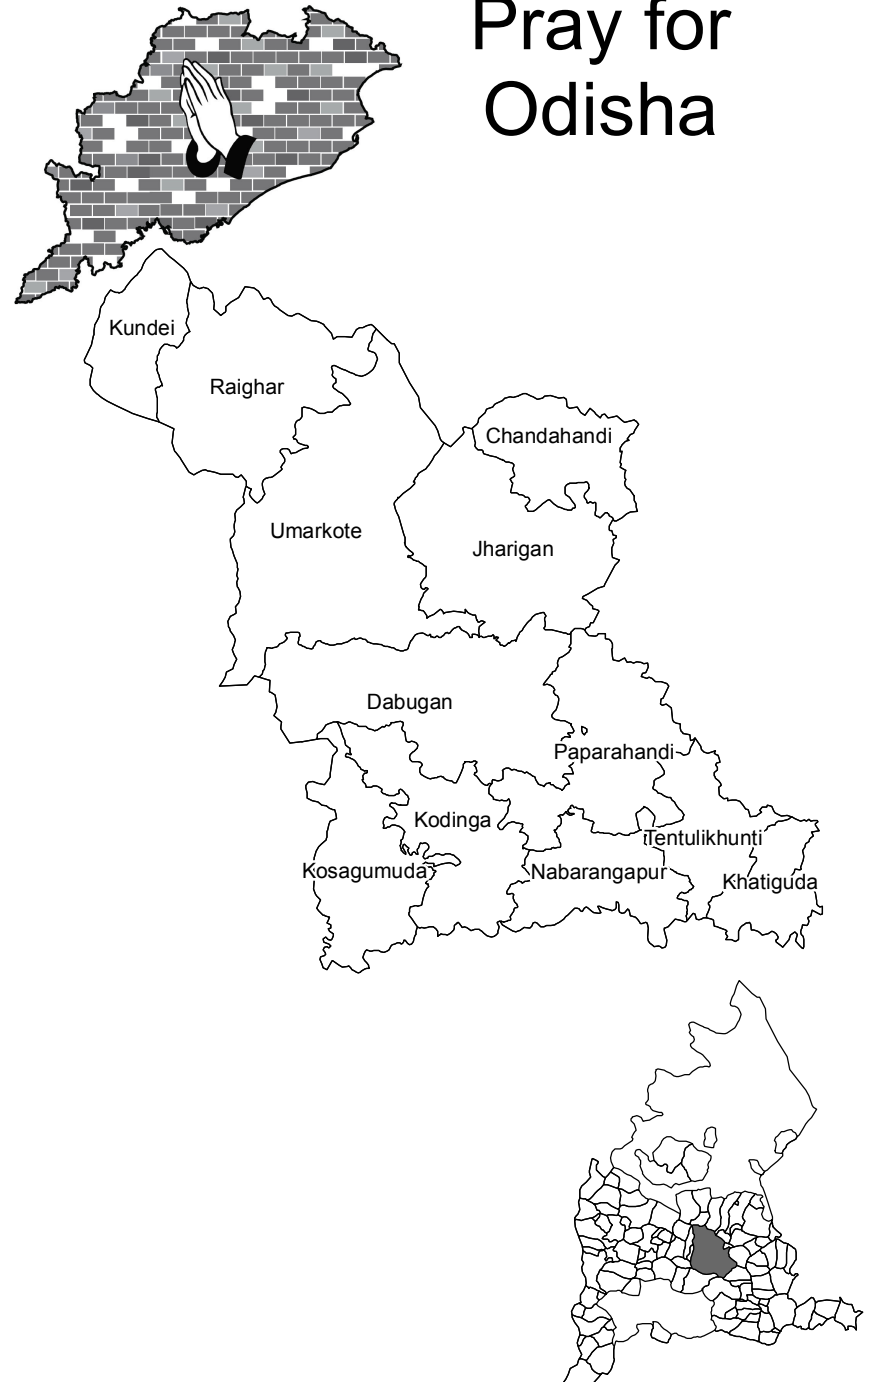 Pray for
Odisha
Kundei
Raighar
Chandahandi
Umarkote
Jharigan
Dabugan
Paparahandi
Kodinga
Tentulikhunti
Kosagumuda
Nabarangapur
Khatiguda